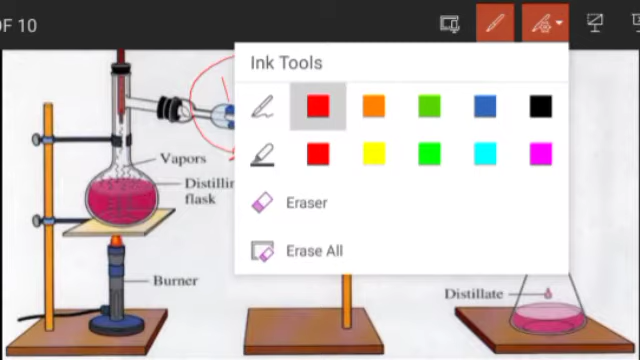 OF 10
Ink Tools
Vapors
Distillin
flask
Eraser
Erase All
Burner
Distillate